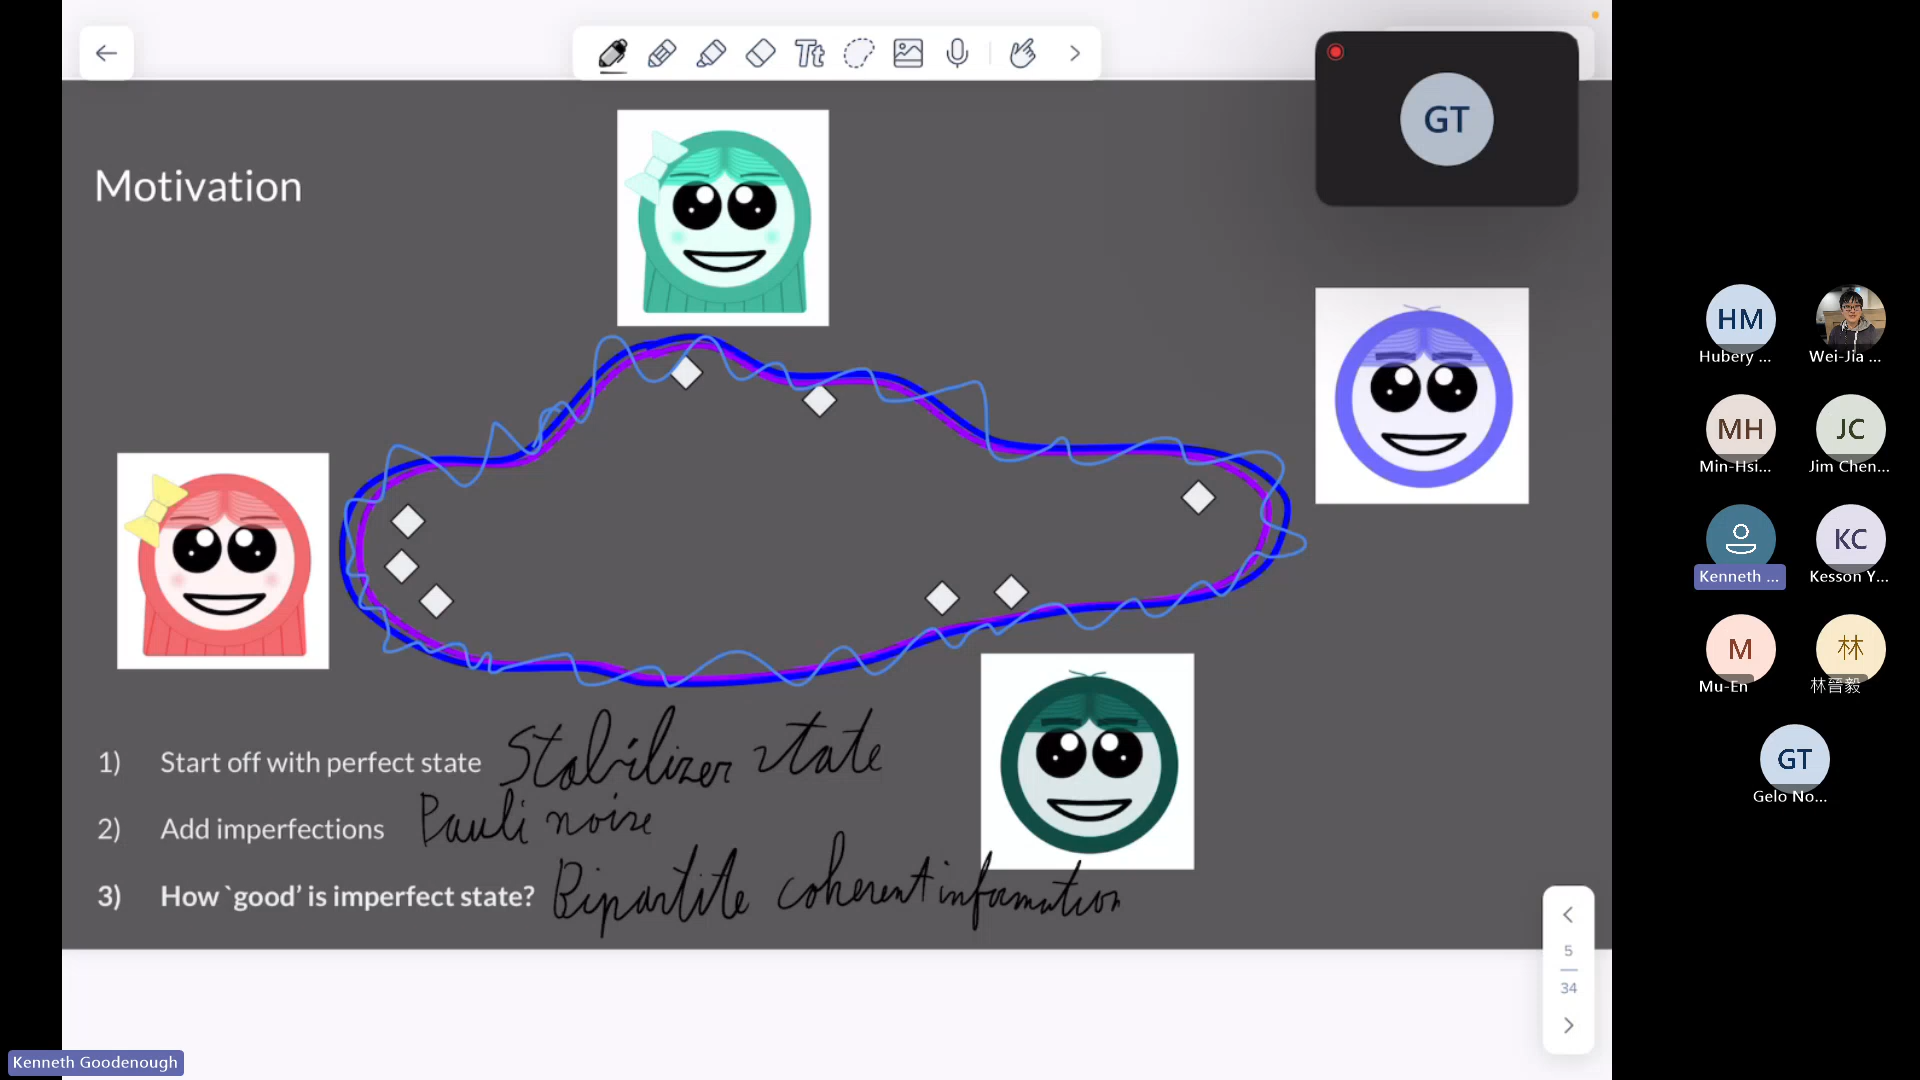 Tt
GT
Motivation
1) Start off with perfect state Stabilizer state
2) Add imperfections Pauli noise
3) How `good’ is imperfect state? Bipartite coherent information
5
34
HM
Hubery ...
Wei-Jia ...
MH
Min-Hsi...
JC
Jim Chen...
Kenneth ...
KC
Kesson Y...
M
Mu-En
林
林晉毅
GT
Gelo No...
Kenneth Goodenough